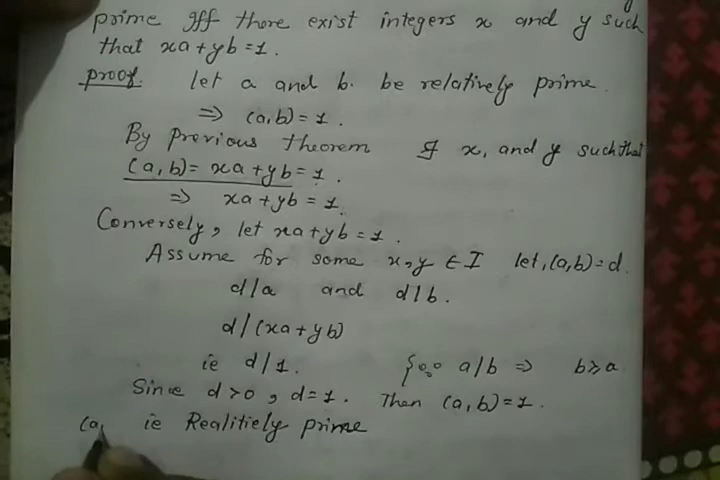 prime iff there exist integers x and y such
that xa+yb=1.
proof. let a and b. be relatively prime.
⇒ (a,b)=1.
By previous theorem ∃ x, and y such that
(a,b)= xa+yb=1.
⇒ xa+yb=1.
Conversely, let xa+yb=1.
Assume for some x,y ∈ I let, (a,b)=d.
d/a and d/b.
d/(xa+yb)
ie d/1. {∵ a/b ⇒ b≥a
Since d>0, d=1. Then (a,b)=1.
(a, ie Realitiely prime